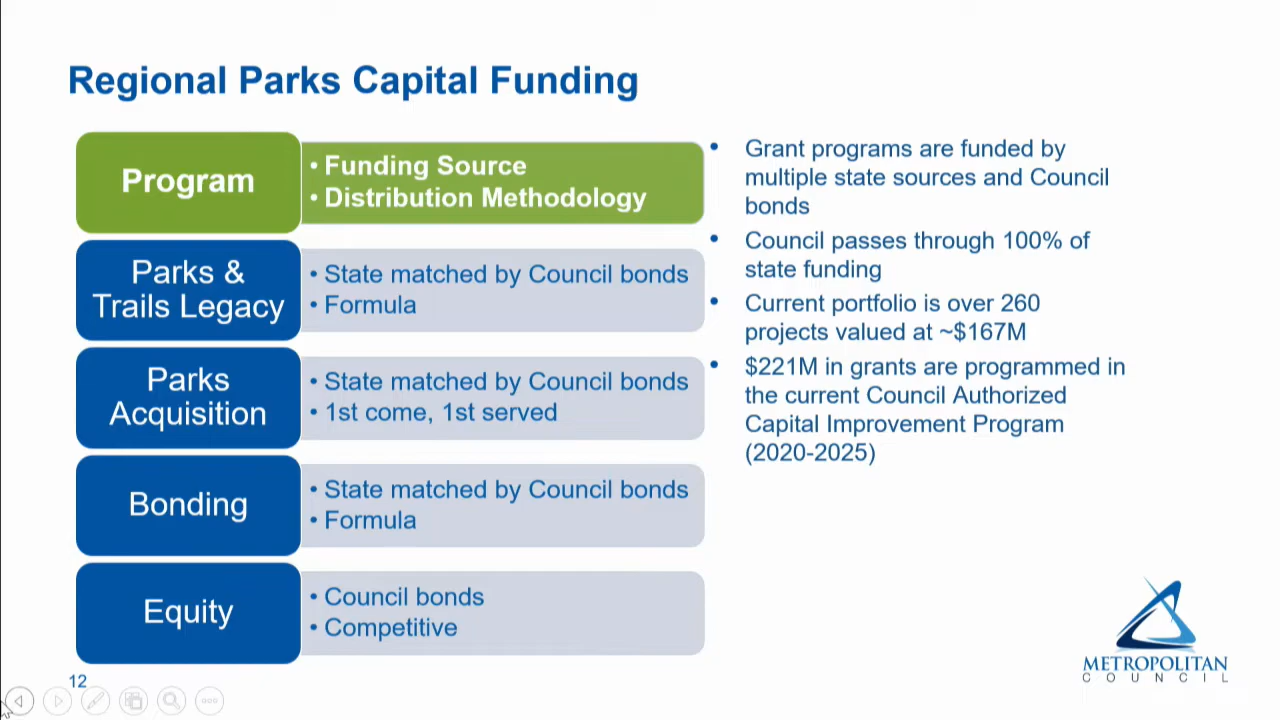 Regional Parks Capital Funding
Program
• Funding Source
• Distribution Methodology
Parks &
Trails Legacy
• State matched by Council bonds
• Formula
Parks
Acquisition
• State matched by Council bonds
• 1st come, 1st served
Bonding
• State matched by Council bonds
• Formula
Equity
• Council bonds
• Competitive
• Grant programs are funded by
multiple state sources and Council
bonds
• Council passes through 100% of
state funding
• Current portfolio is over 260
projects valued at ~$167M
• $221M in grants are programmed in
the current Council Authorized
Capital Improvement Program
(2020-2025)
METROPOLITAN
COUNCIL
12